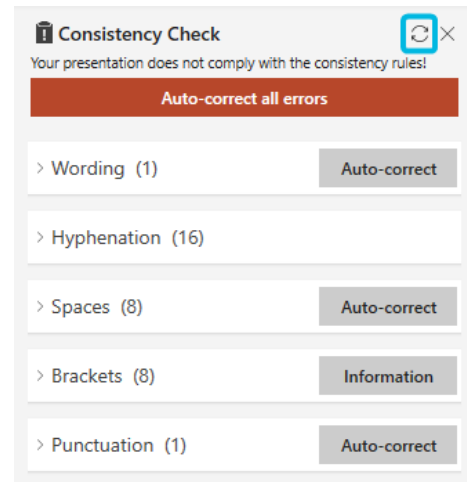 Consistency Check
Your presentation does not comply with the consistency rules!
Auto-correct all errors
Wording (1) Auto-correct
Hyphenation (16)
Spaces (8) Auto-correct
Brackets (8) Information
Punctuation (1) Auto-correct